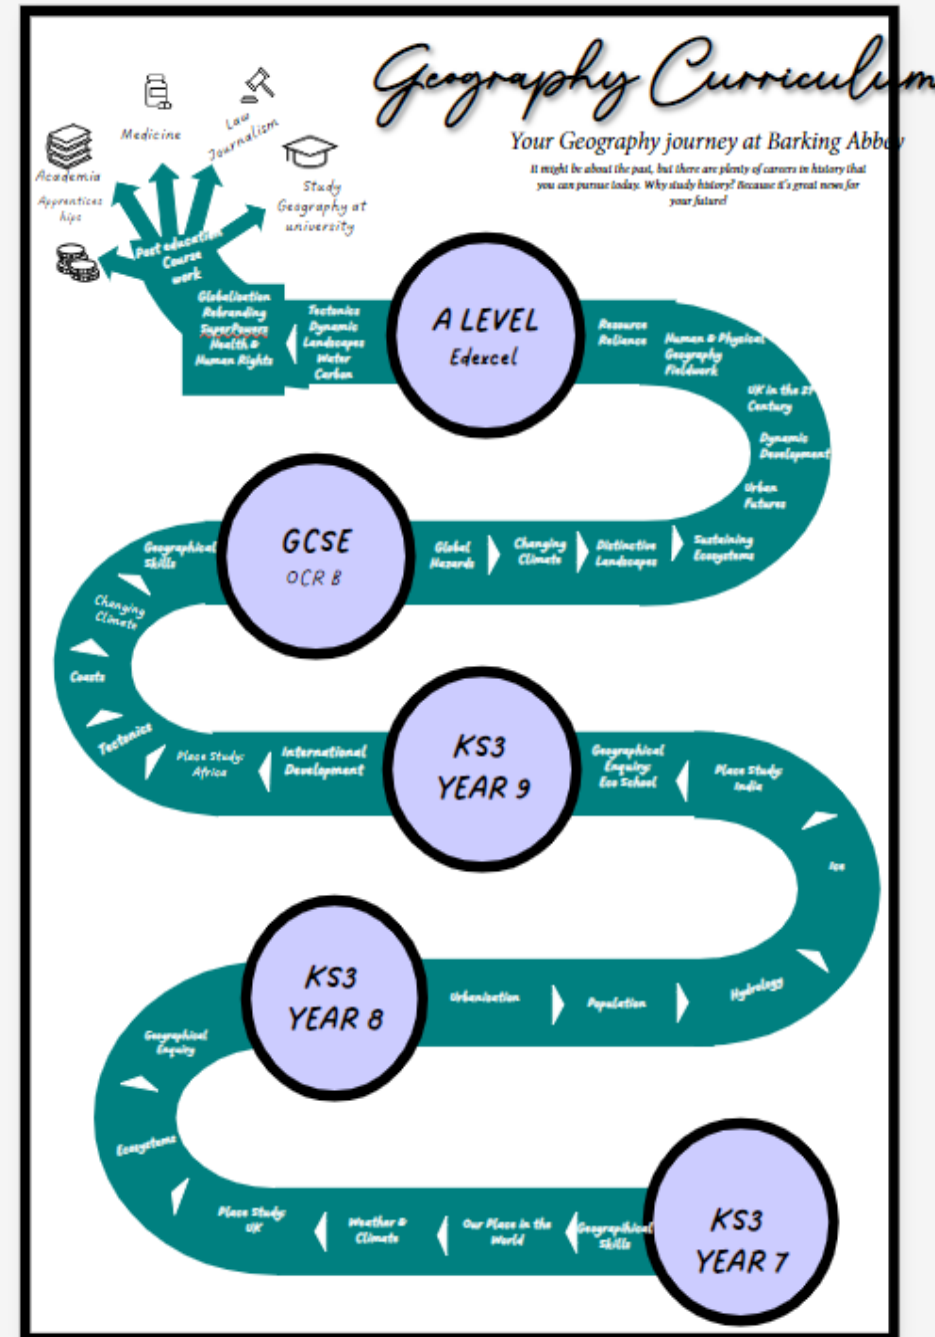 Geography Curriculum
Your Geography journey at Barking Abbey
It might be about the past, but there are plenty of careers in history that
you can pursue today. Why study history? Because it's great news for
your future!
Medicine
Law
Journalism
Academia
Apprentices
hips
Study
Geography at
university
Post education
Course
work
Globalisation
Rebranding
SuperPowers
Health &
Human Rights
Tectonics
Dynamic
Landscapes
Water
Carbon
A LEVEL
Edexcel
Resource
Reliance
Human & Physical
Geography
Fieldwork
UK in the 21
Century
Dynamic
Development
Urban
Futures
Geographical
Skills
GCSE
OCR B
Global
Hazards
Changing
Climate
Distinctive
Landscapes
Sustaining
Ecosystems
Changing
Climate
Coasts
Tectonics
Place Study:
Africa
International
Development
KS3
YEAR 9
Geographical
Enquiry:
Eco School
Place Study:
India
Ice
Hydrology
KS3
YEAR 8
Urbanisation
Population
Geographical
Enquiry
Ecosystems
Place Study:
UK
Weather &
Climate
Our Place in the
World
Geograpihical
Skills
KS3
YEAR 7